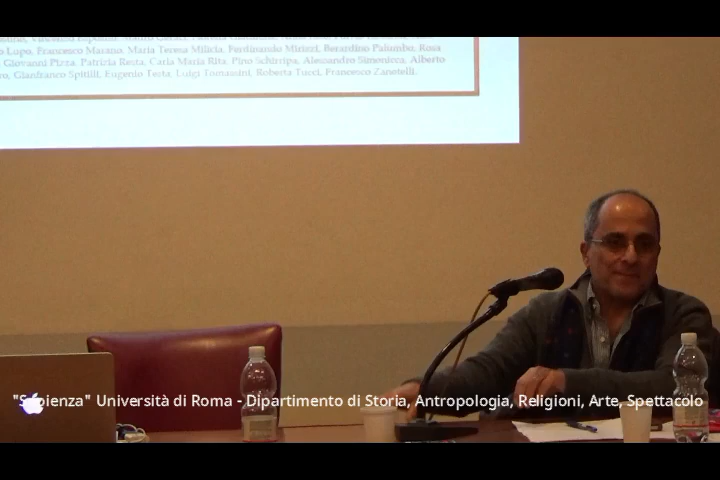 o Lupo, Francesco Marano, Maria Teresa Milicia, Ferdinando Mirizzi, Berardino Palumbo, Rosa
Giovanni Pizza, Patrizia Resta, Carla Maria Rita, Pino Schirripa, Alessandro Simonicca, Alberto
Gianfranco Spitilli, Eugenio Testa, Luigi Tomassini, Roberta Tucci, Francesco Zanetelli.
"Sapienza" Università di Roma - Dipartimento di Storia, Antropologia, Religioni, Arte, Spettacolo